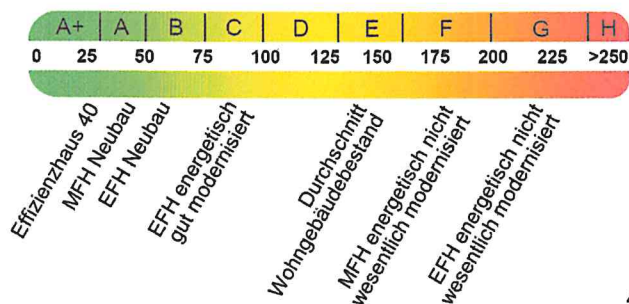 A+ A B C D E F G H
0 25 50 75 100 125 150 175 200 225 >250
Effizienzhaus 40
MFH Neubau
EFH Neubau
EFH energetisch
gut modernisiert
Durchschnitt
Wohngebäudebestand
MFH energetisch nicht
wesentlich modernisiert
EFH energetisch nicht
wesentlich modernisiert